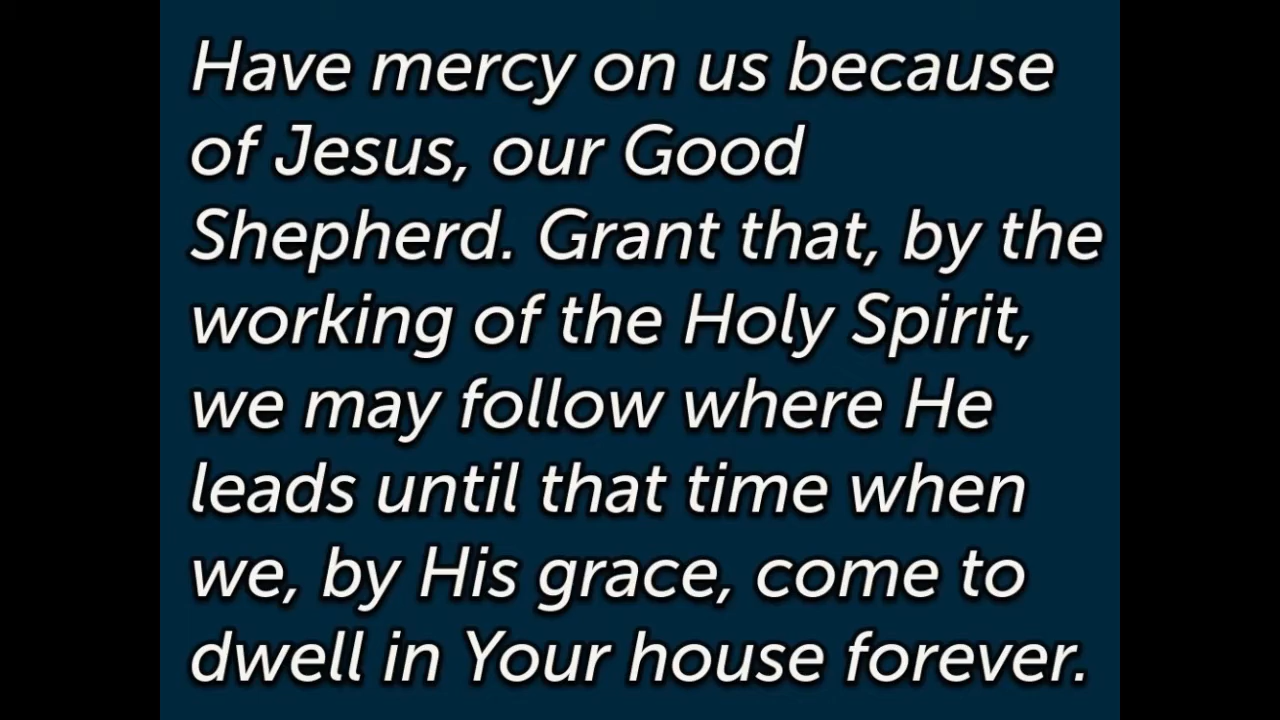 Have mercy on us because
of Jesus, our Good
Shepherd. Grant that, by the
working of the Holy Spirit,
we may follow where He
leads until that time when
we, by His grace, come to
dwell in Your house forever.